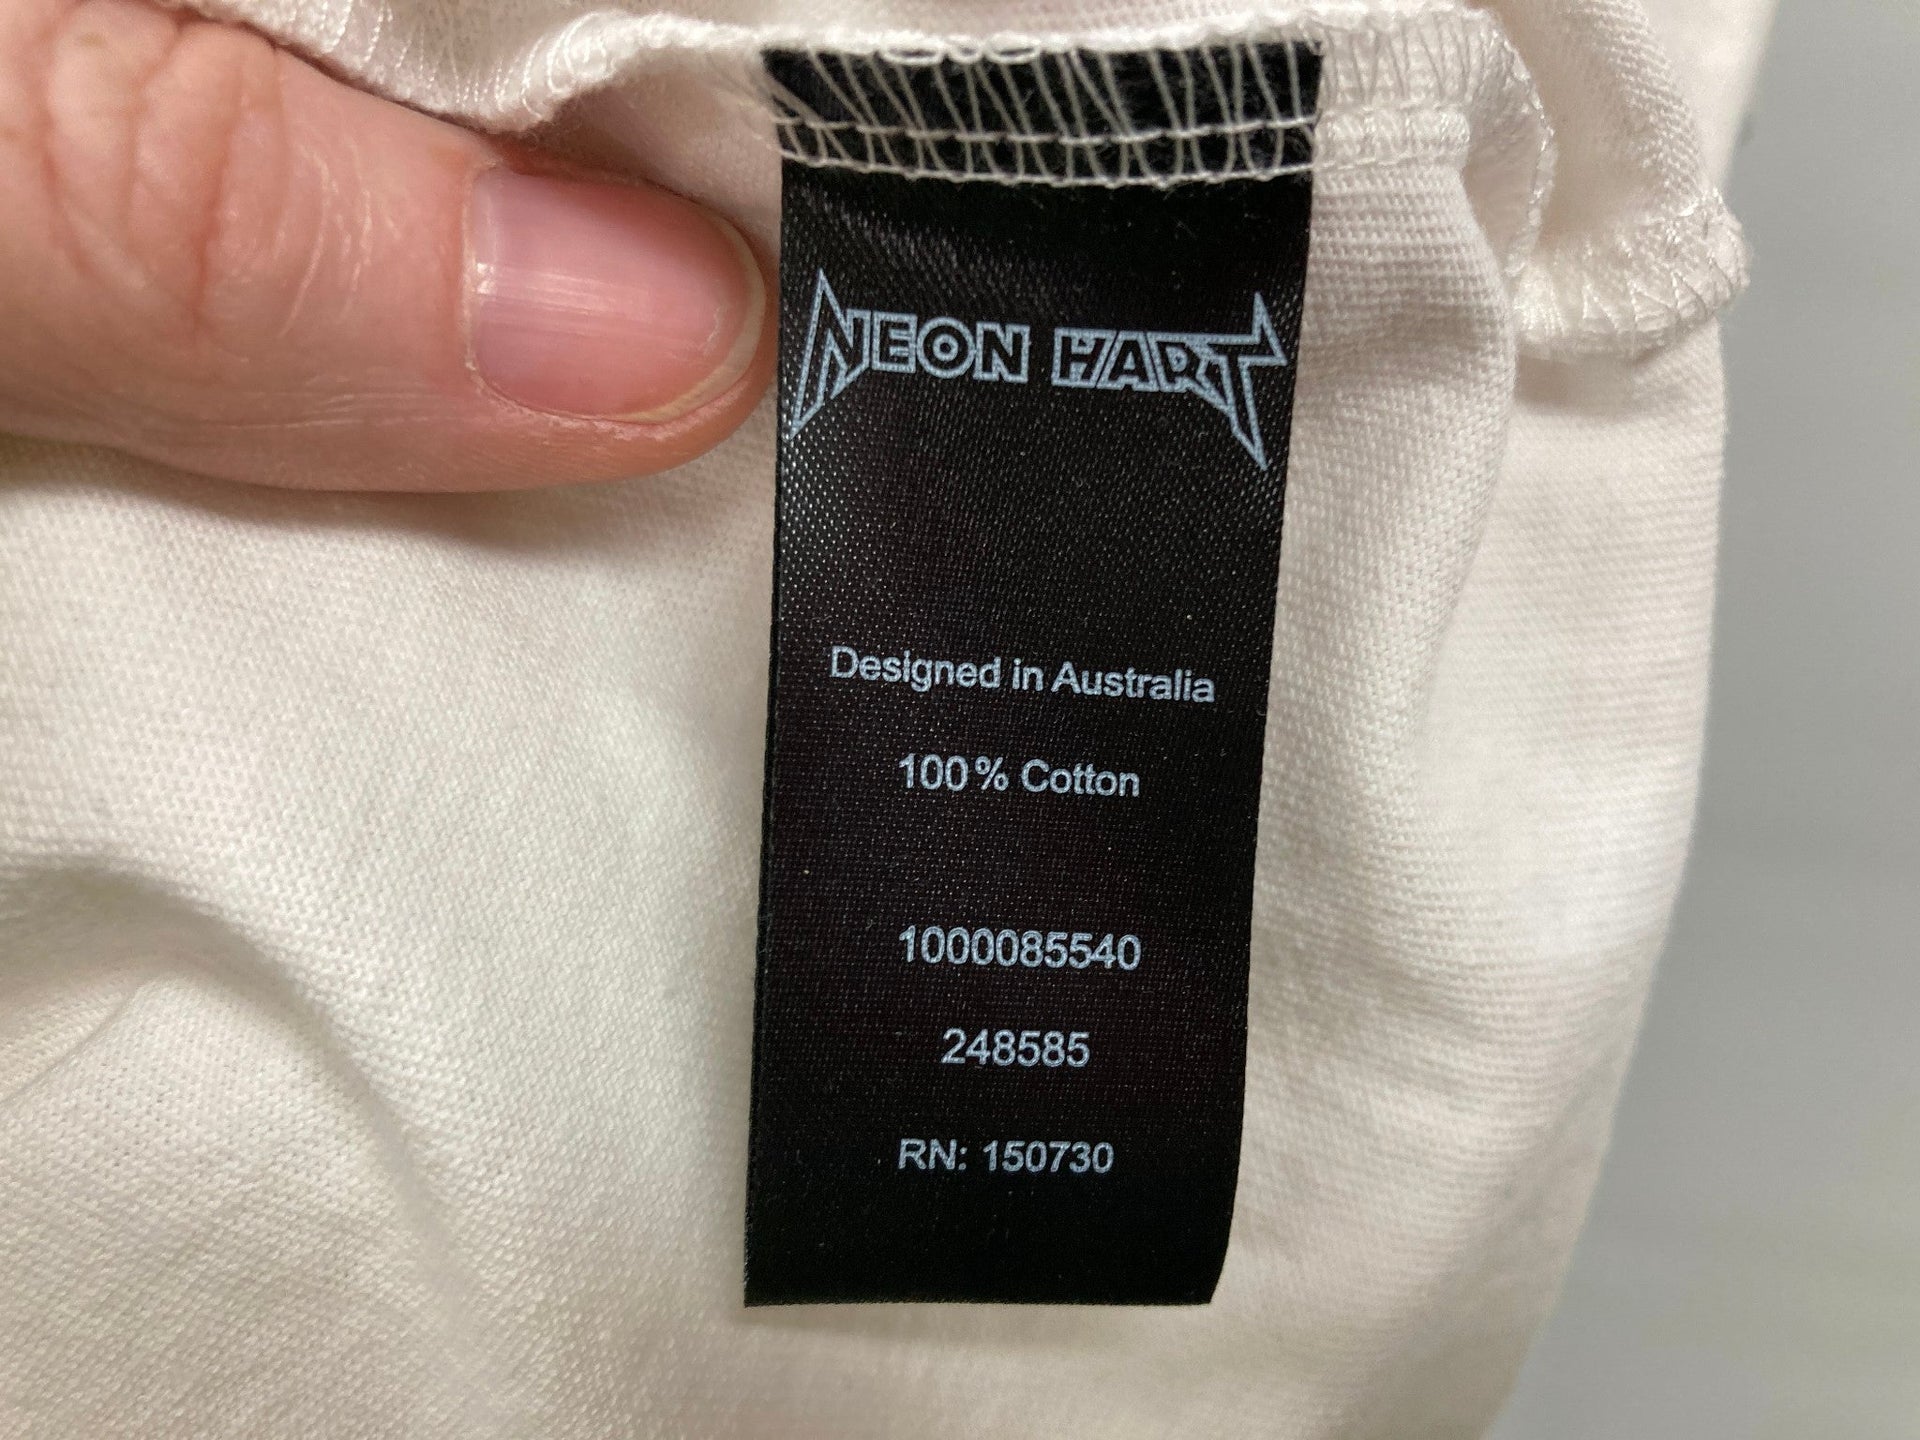 NEON HART
Designed in Australia
100% Cotton
1000085540
248585
RN: 150730